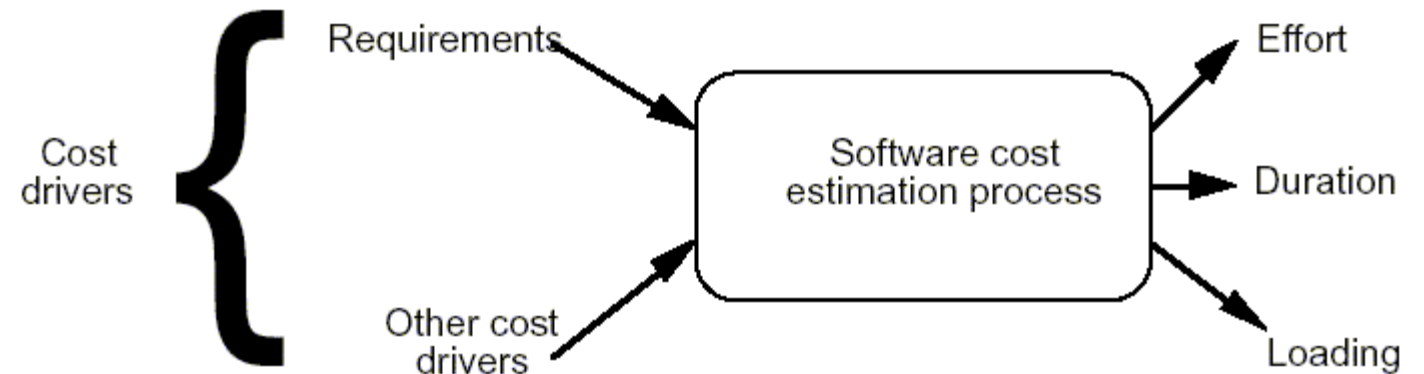 Cost
drivers
Requirements
Other cost
drivers
Software cost
estimation process
Effort
Duration
Loading